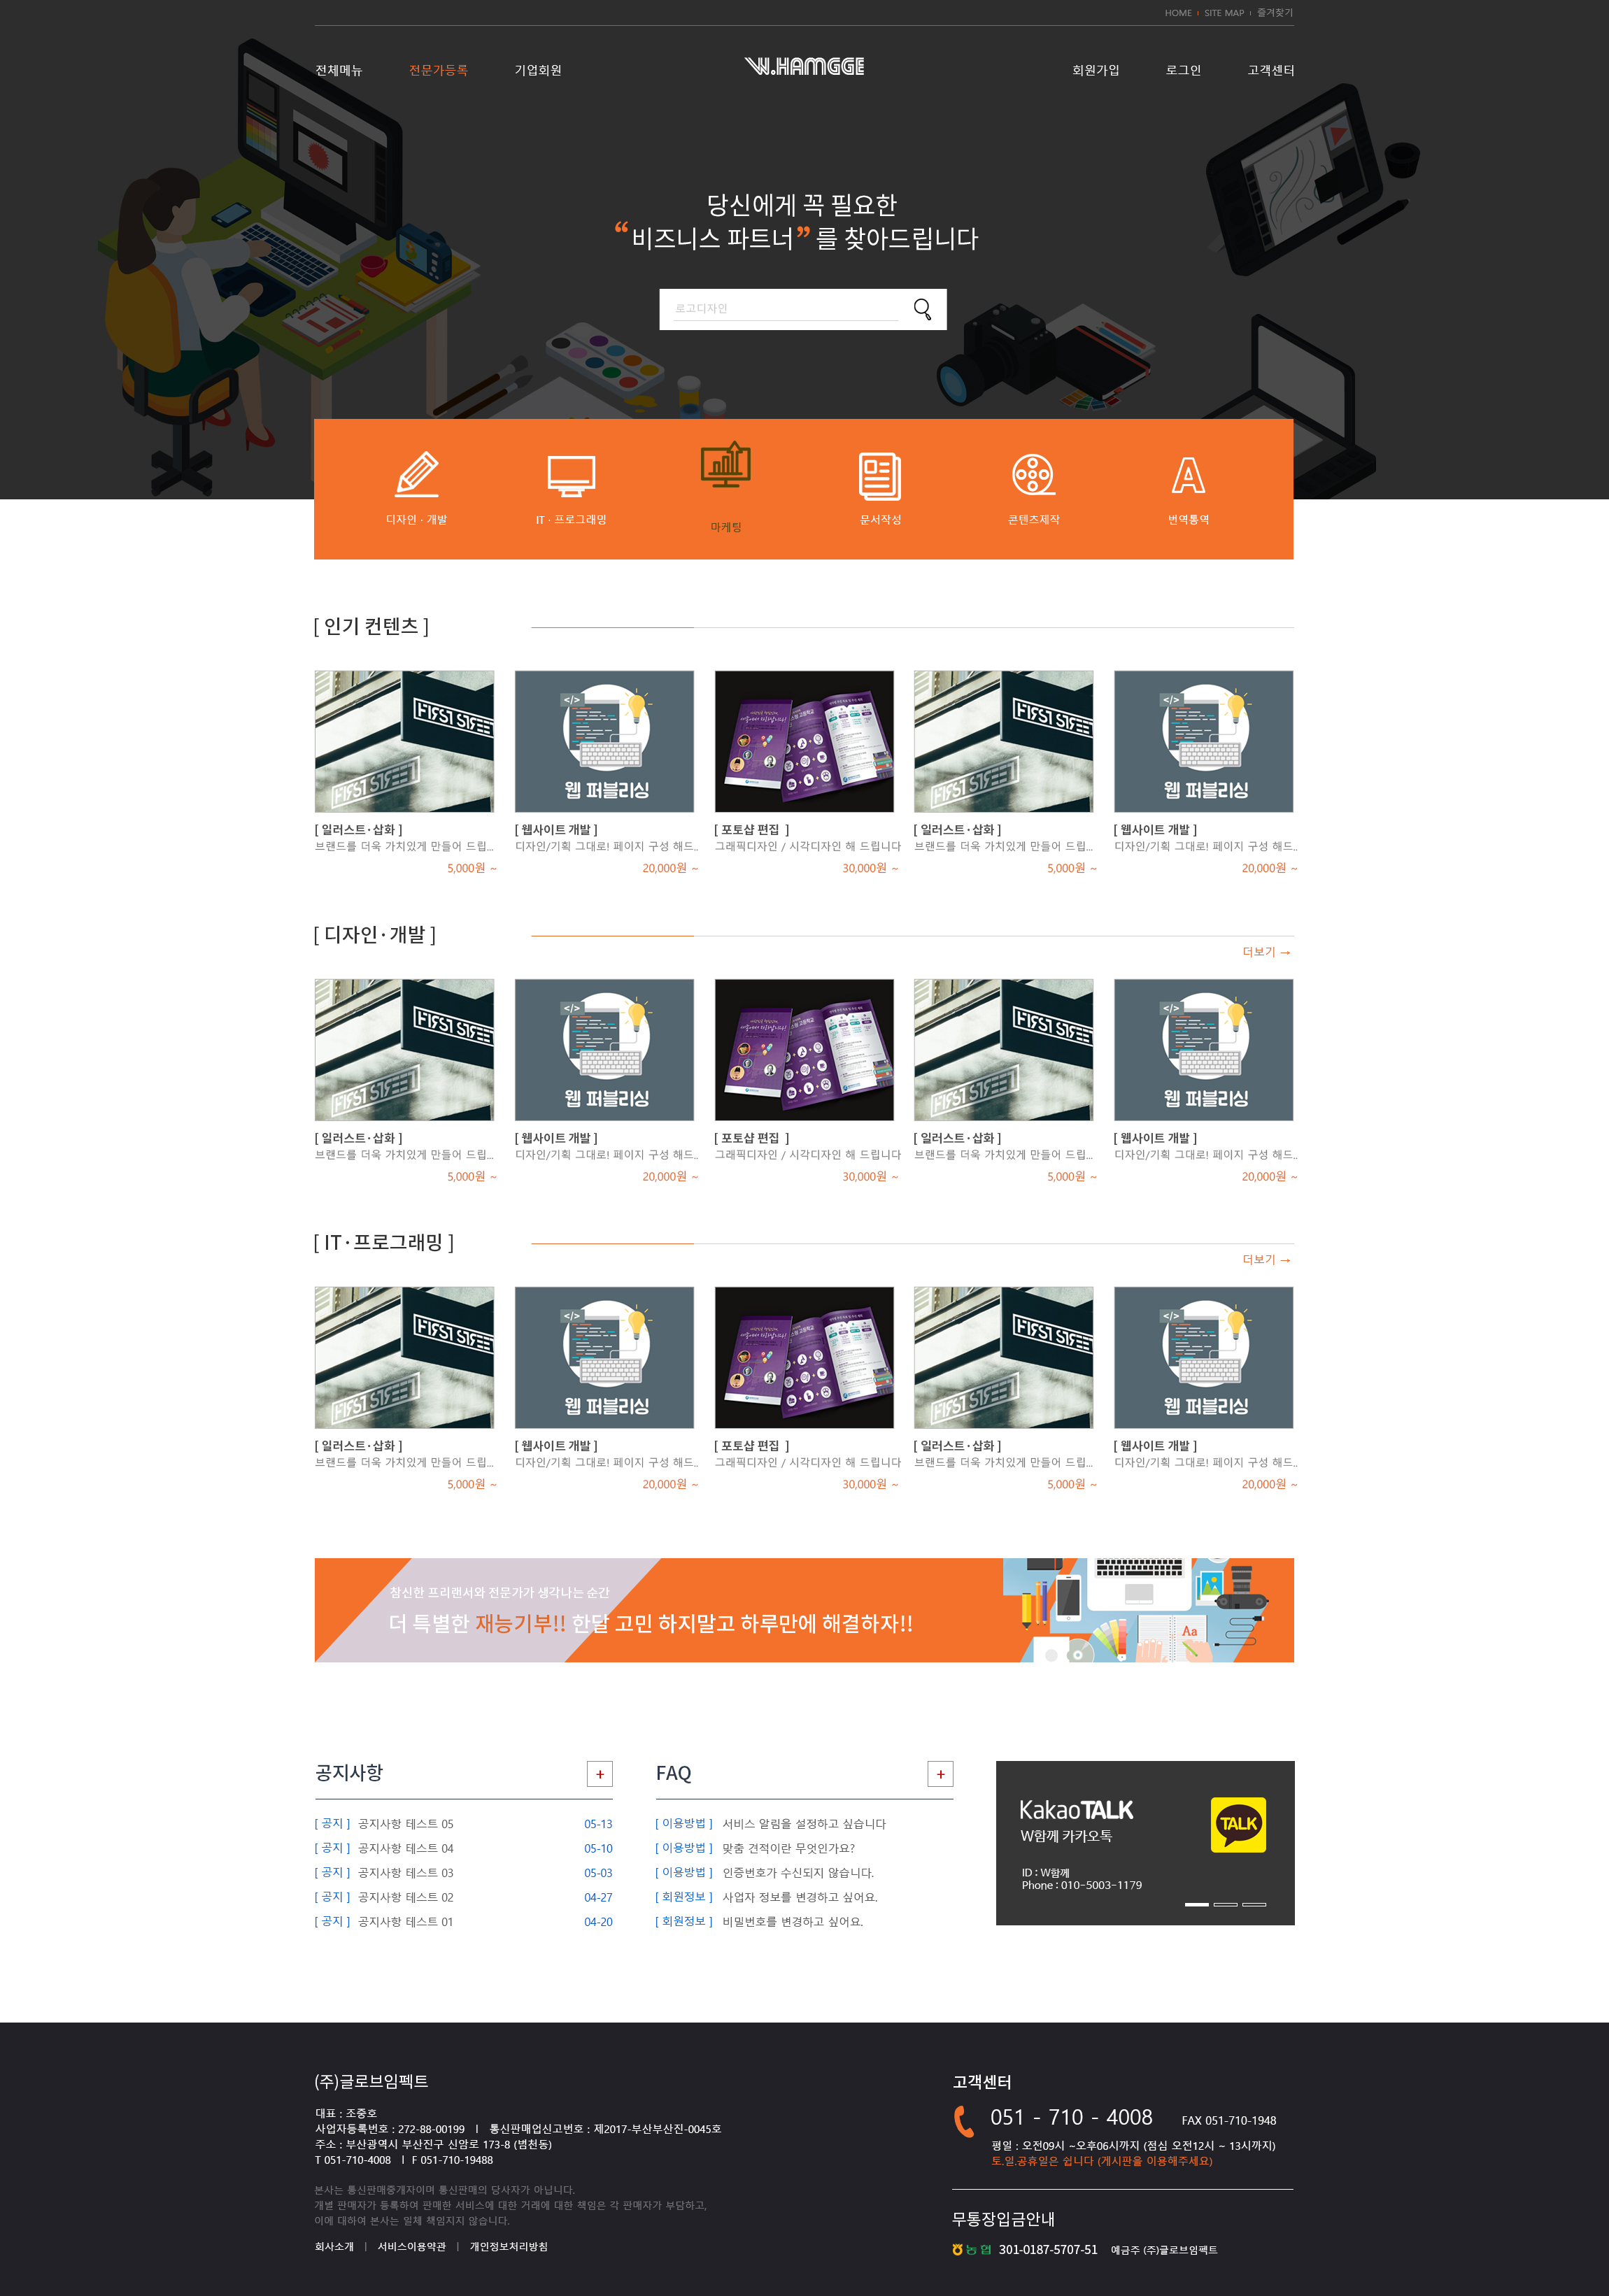 HOME SITE MAP 즐겨찾기
전체메뉴 전문가등록 기업회원 W.HAMGGE 회원가입 로그인 고객센터
당신에게 꼭 필요한
“비즈니스 파트너”를 찾아드립니다
로고디자인
디자인 · 개발 IT · 프로그래밍 마케팅 문서작성 콘텐츠제작 번역통역
[ 인기 컨텐츠 ]
FIRST STREET
FIRST STREET
</>
웹 퍼블리싱
FIRST STREET
FIRST STREET
</>
웹 퍼블리싱
[ 일러스트·삽화 ] [ 웹사이트 개발 ] [ 포토샵 편집 ] [ 일러스트·삽화 ] [ 웹사이트 개발 ]
브랜드를 더욱 가치있게 만들어 드립... 디자인/기획 그대로! 페이지 구성 해드.. 그래픽디자인 / 시각디자인 해 드립니다 브랜드를 더욱 가치있게 만들어 드립... 디자인/기획 그대로! 페이지 구성 해드..
5,000원 ~ 20,000원 ~ 30,000원 ~ 5,000원 ~ 20,000원 ~
[ 디자인·개발 ]
더보기 →
FIRST STREET
FIRST STREET
</>
웹 퍼블리싱
FIRST STREET
FIRST STREET
</>
웹 퍼블리싱
[ 일러스트·삽화 ] [ 웹사이트 개발 ] [ 포토샵 편집 ] [ 일러스트·삽화 ] [ 웹사이트 개발 ]
브랜드를 더욱 가치있게 만들어 드립... 디자인/기획 그대로! 페이지 구성 해드.. 그래픽디자인 / 시각디자인 해 드립니다 브랜드를 더욱 가치있게 만들어 드립... 디자인/기획 그대로! 페이지 구성 해드..
5,000원 ~ 20,000원 ~ 30,000원 ~ 5,000원 ~ 20,000원 ~
[ IT·프로그래밍 ]
더보기 →
FIRST STREET
FIRST STREET
</>
웹 퍼블리싱
FIRST STREET
FIRST STREET
</>
웹 퍼블리싱
[ 일러스트·삽화 ] [ 웹사이트 개발 ] [ 포토샵 편집 ] [ 일러스트·삽화 ] [ 웹사이트 개발 ]
브랜드를 더욱 가치있게 만들어 드립... 디자인/기획 그대로! 페이지 구성 해드.. 그래픽디자인 / 시각디자인 해 드립니다 브랜드를 더욱 가치있게 만들어 드립... 디자인/기획 그대로! 페이지 구성 해드..
5,000원 ~ 20,000원 ~ 30,000원 ~ 5,000원 ~ 20,000원 ~
참신한 프리랜서와 전문가가 생각나는 순간
더 특별한 재능기부!! 한달 고민 하지말고 하루만에 해결하자!!
Aa
공지사항 +
[ 공지 ] 공지사항 테스트 05 05-13
[ 공지 ] 공지사항 테스트 04 05-10
[ 공지 ] 공지사항 테스트 03 05-03
[ 공지 ] 공지사항 테스트 02 04-27
[ 공지 ] 공지사항 테스트 01 04-20
FAQ +
[ 이용방법 ] 서비스 알림을 설정하고 싶습니다
[ 이용방법 ] 맞춤 견적이란 무엇인가요?
[ 이용방법 ] 인증번호가 수신되지 않습니다.
[ 회원정보 ] 사업자 정보를 변경하고 싶어요.
[ 회원정보 ] 비밀번호를 변경하고 싶어요.
KakaoTALK
W함께 카카오톡
TALK
ID : W함께
Phone : 010-5003-1179
(주)글로브임펙트
대표 : 조중호
사업자등록번호 : 272-88-00199 | 통신판매업신고번호 : 제2017-부산부산진-0045호
주소 : 부산광역시 부산진구 신암로 173-8 (범천동)
T 051-710-4008 | F 051-710-19488
본사는 통신판매중개자이며 통신판매의 당사자가 아닙니다.
개별 판매자가 등록하여 판매한 서비스에 대한 거래에 대한 책임은 각 판매자가 부담하고,
이에 대하여 본사는 일체 책임지지 않습니다.
회사소개 | 서비스이용약관 | 개인정보처리방침
고객센터
051 - 710 - 4008 FAX 051-710-1948
평일 : 오전09시 ~오후06시까지 (점심 오전12시 ~ 13시까지)
토.일.공휴일은 쉽니다 (게시판을 이용해주세요)
무통장입금안내
농협 301-0187-5707-51 예금주 (주)글로브임펙트